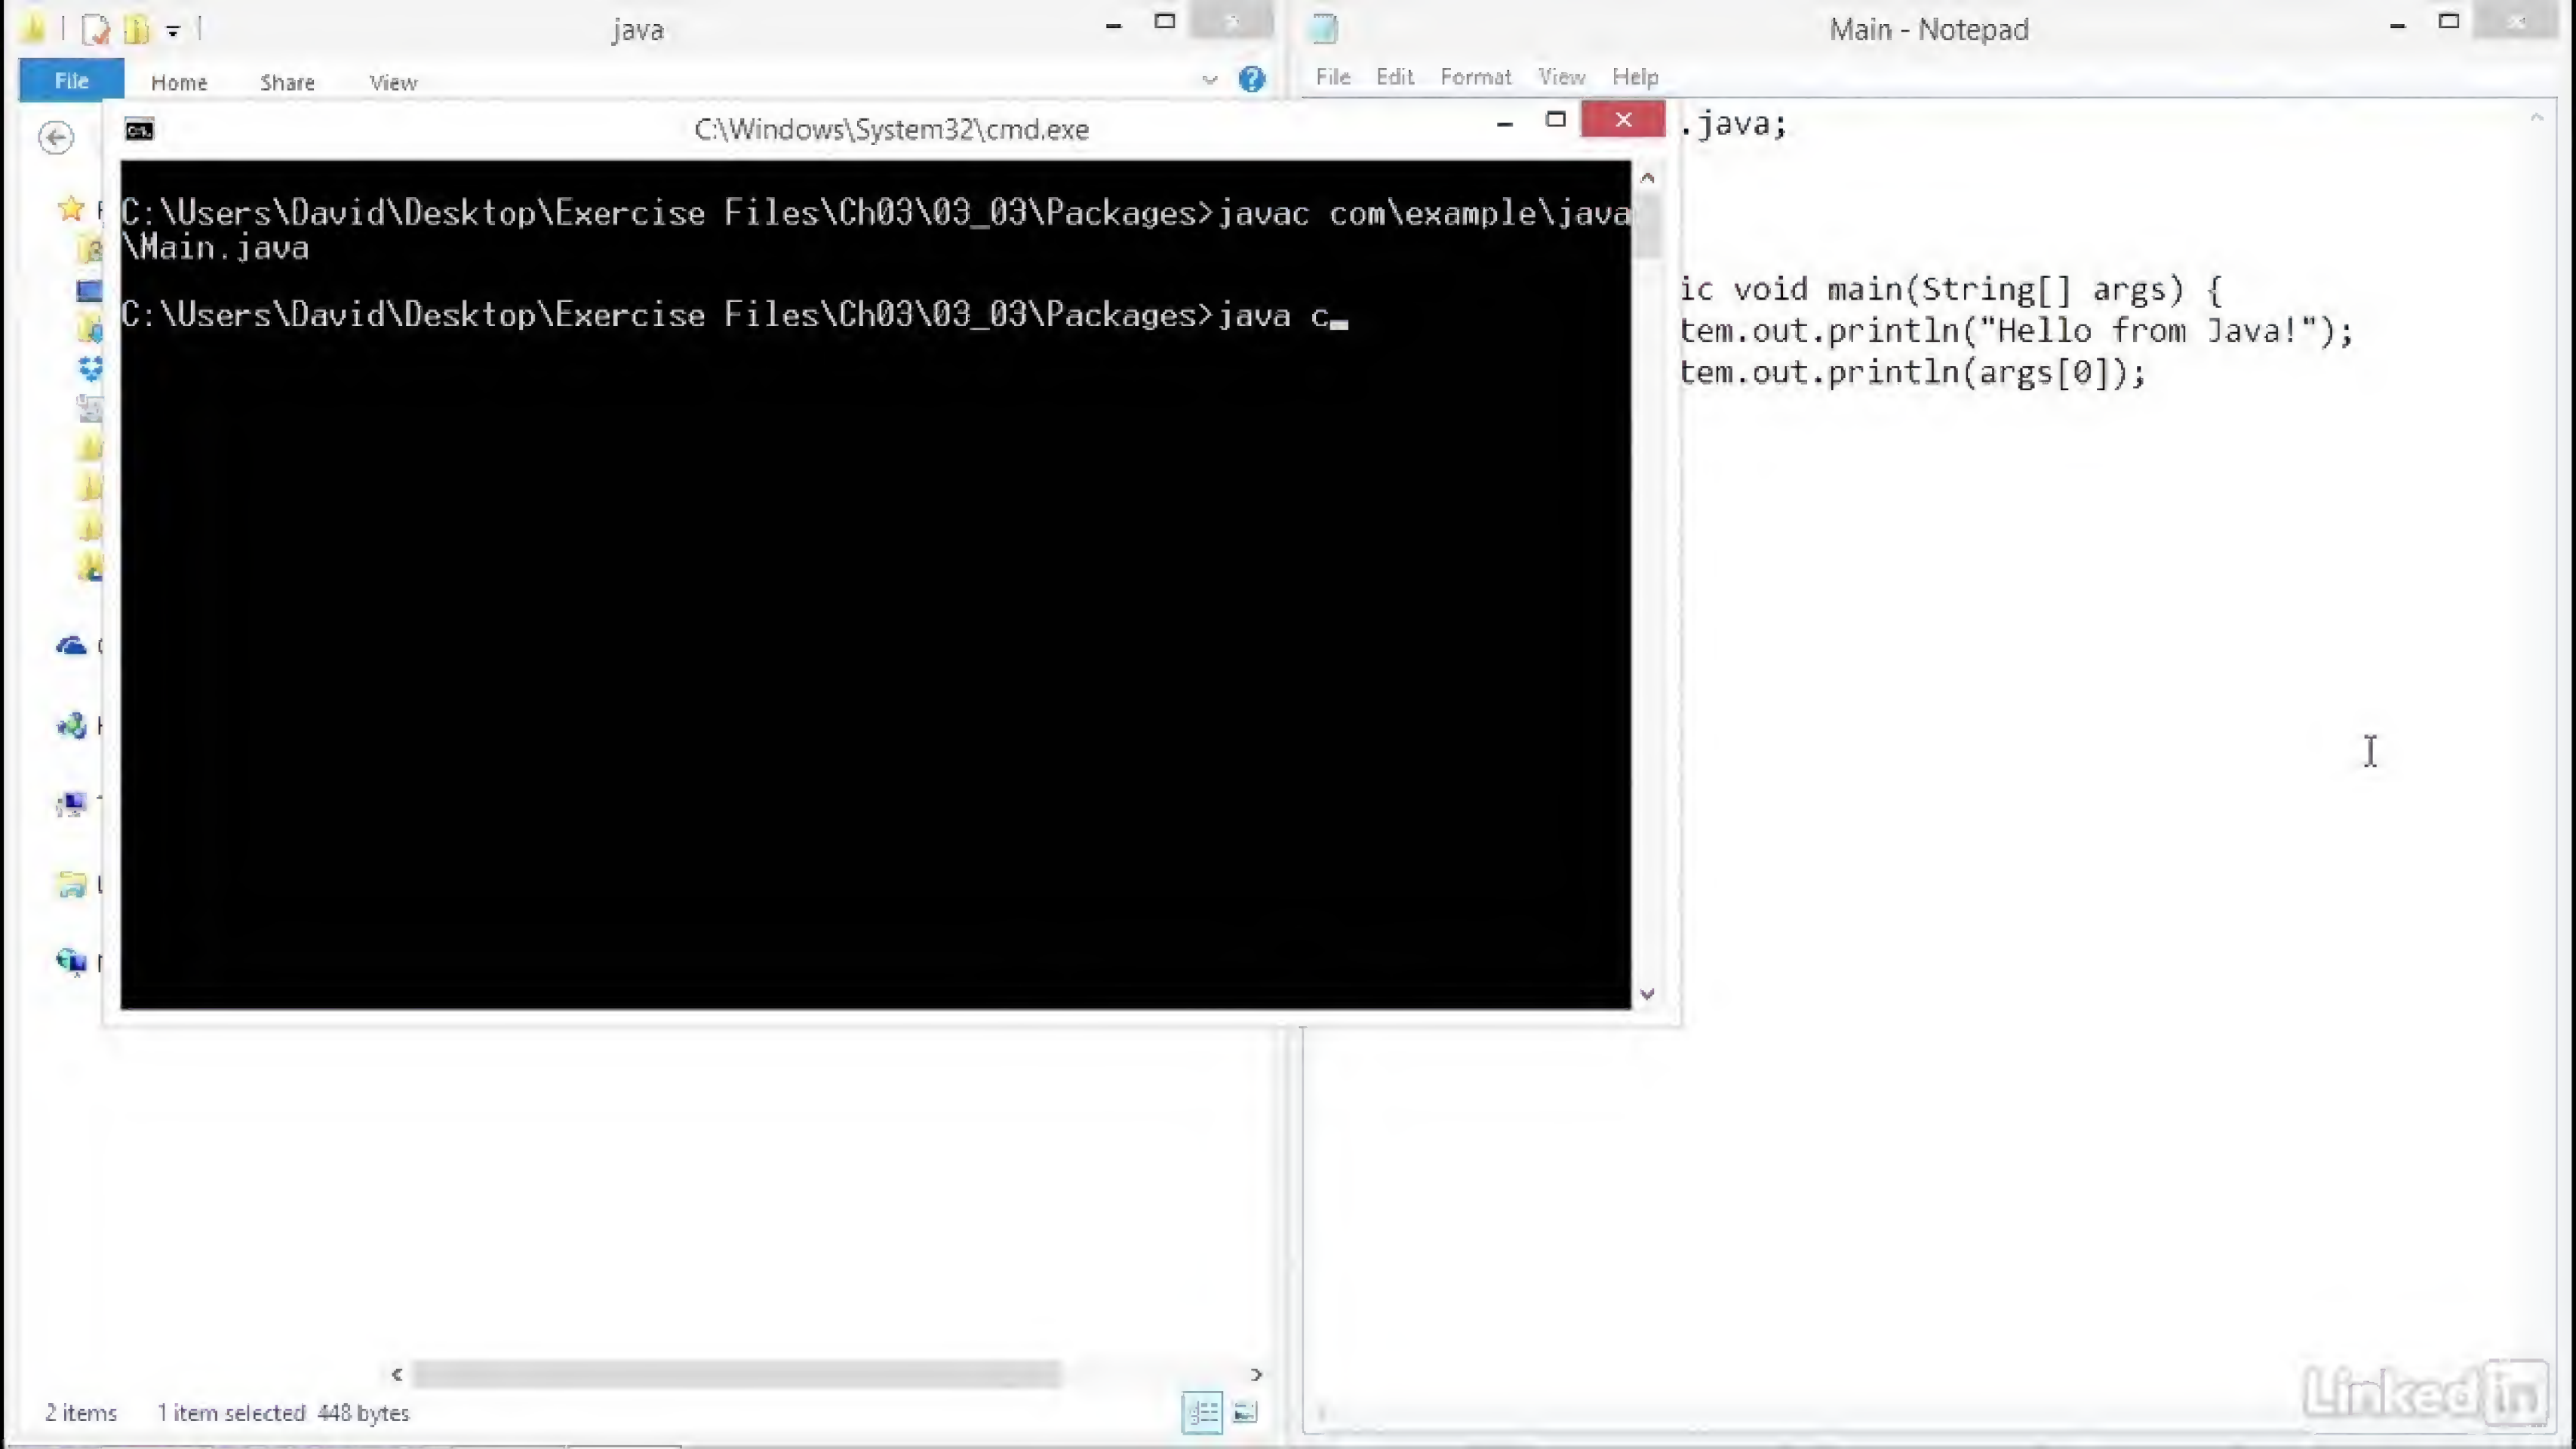 java
File Home Share View
C:\Windows\System32\cmd.exe
C:\Users\David\Desktop\Exercise Files\Ch03\03_03\Packages>javac com\example\java
\Main.java
C:\Users\David\Desktop\Exercise Files\Ch03\03_03\Packages>java c
2 items 1 item selected 448 bytes
Main - Notepad
File Edit Format View Help
.java;
ic void main(String[] args) {
tem.out.println("Hello from Java!");
tem.out.println(args[0]);
Linked in